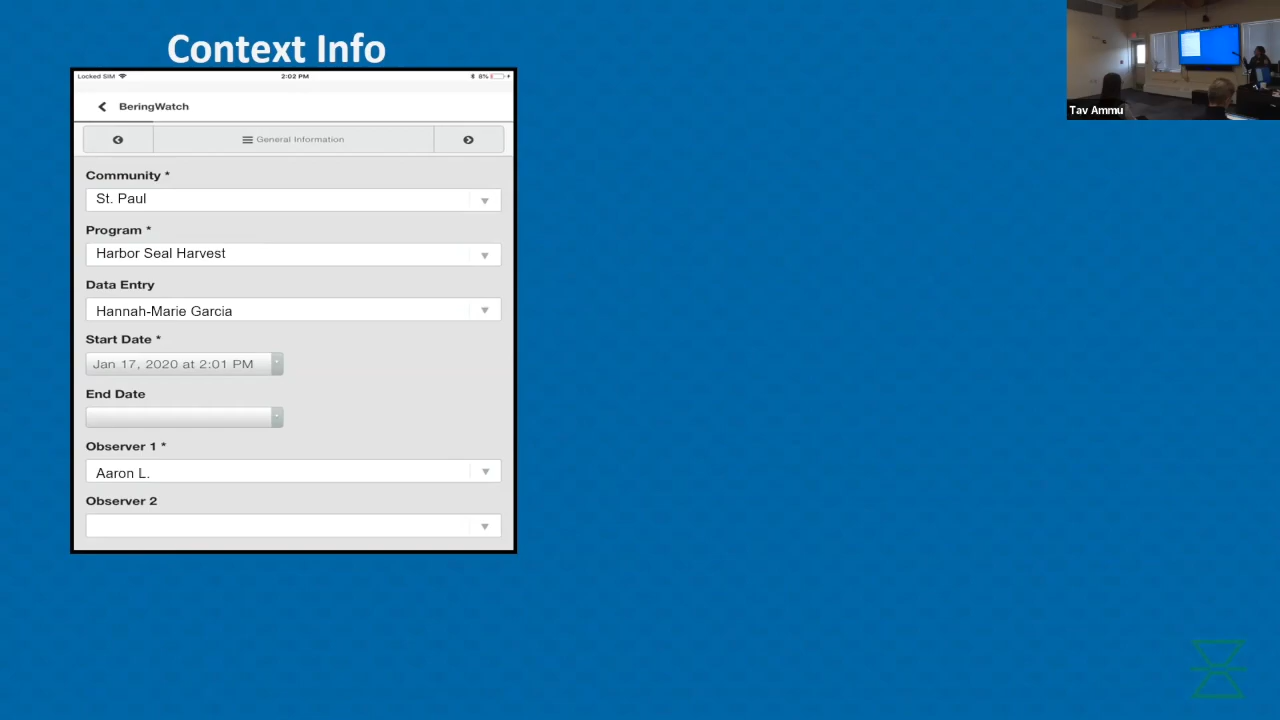 Context Info
Locked SIM 2:02 PM 8%
BeringWatch
General Information
Community *
St. Paul
Program *
Harbor Seal Harvest
Data Entry
Hannah-Marie Garcia
Start Date *
Jan 17, 2020 at 2:01 PM
End Date
Observer 1 *
Aaron L.
Observer 2
Tav Ammu